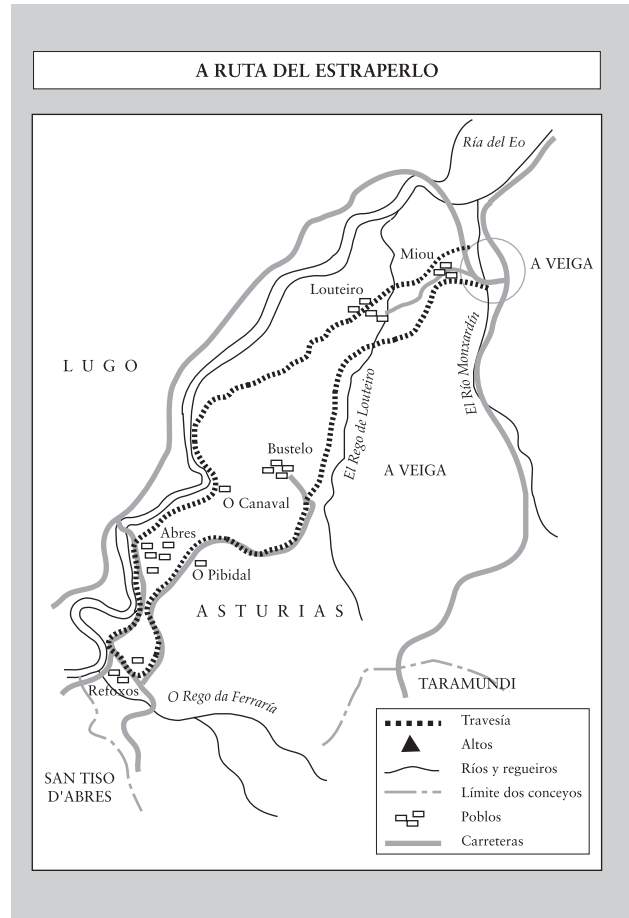 A RUTA DEL ESTRAPERLO
Ría del Eo
Miou
A VEIGA
Louteiro
El Río Monxardín
LUGO
El Rego de Louteiro
Bustelo
A VEIGA
O Canaval
Abres
O Pibidal
ASTURIAS
TARAMUNDI
Refoxos
O Rego da Ferraría
SAN TISO
D'ABRES
Travesía
Altos
Ríos y regueiros
Límite dos conceyos
Poblos
Carreteras